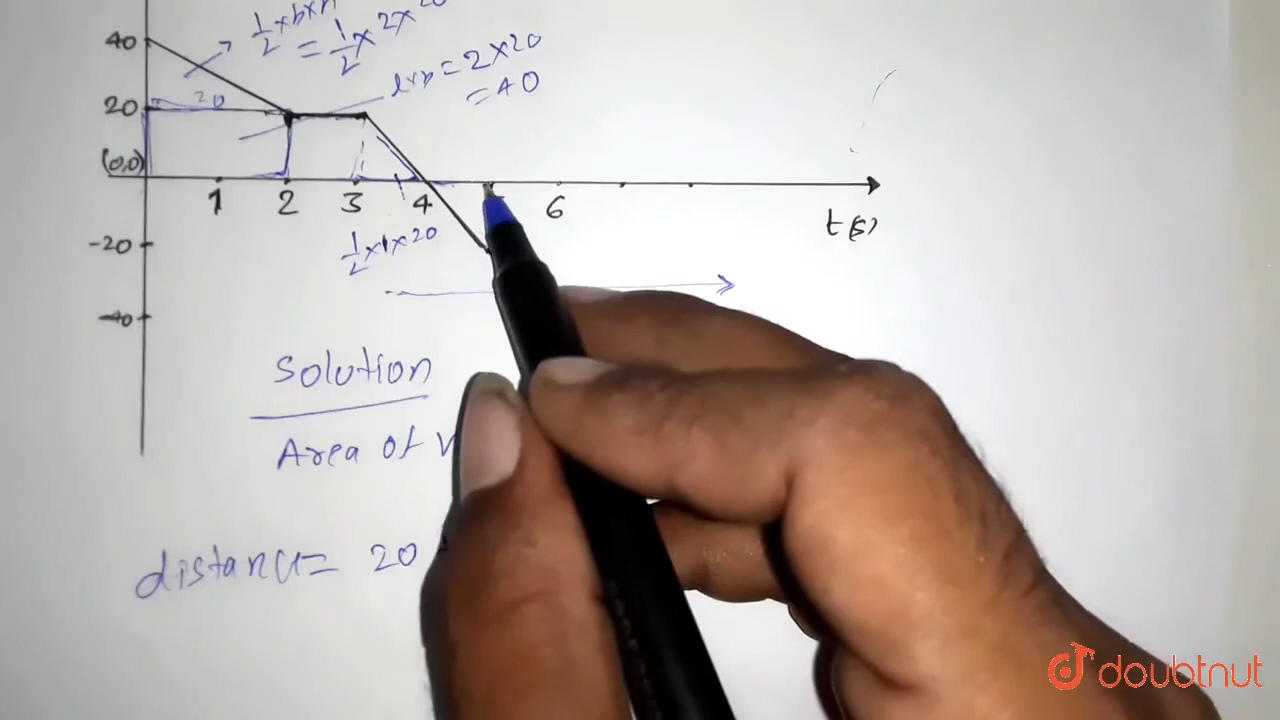 1/2 × b × h
= 1/2 × 2 × 20
l × b = 2 × 20
= 40
40
20
20
(0,0)
1 2 3 4 6
t (s)
-20
-40
1/2 × 1 × 20
Solution
Area of
distance = 20
doubtnut